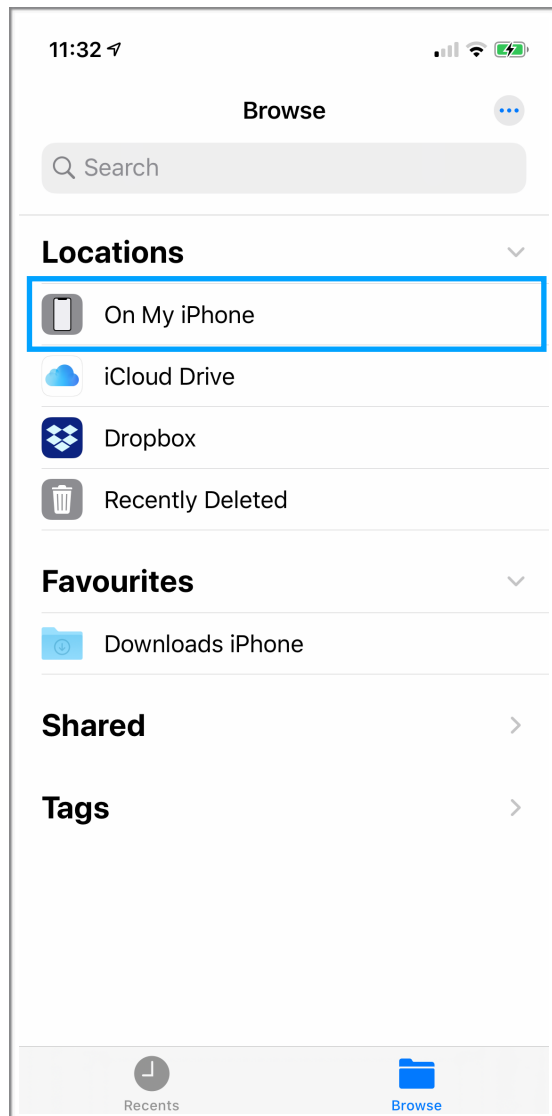 11:32
Browse
Search
Locations
On My iPhone
iCloud Drive
Dropbox
Recently Deleted
Favourites
Downloads iPhone
Shared
Tags
Recents
Browse